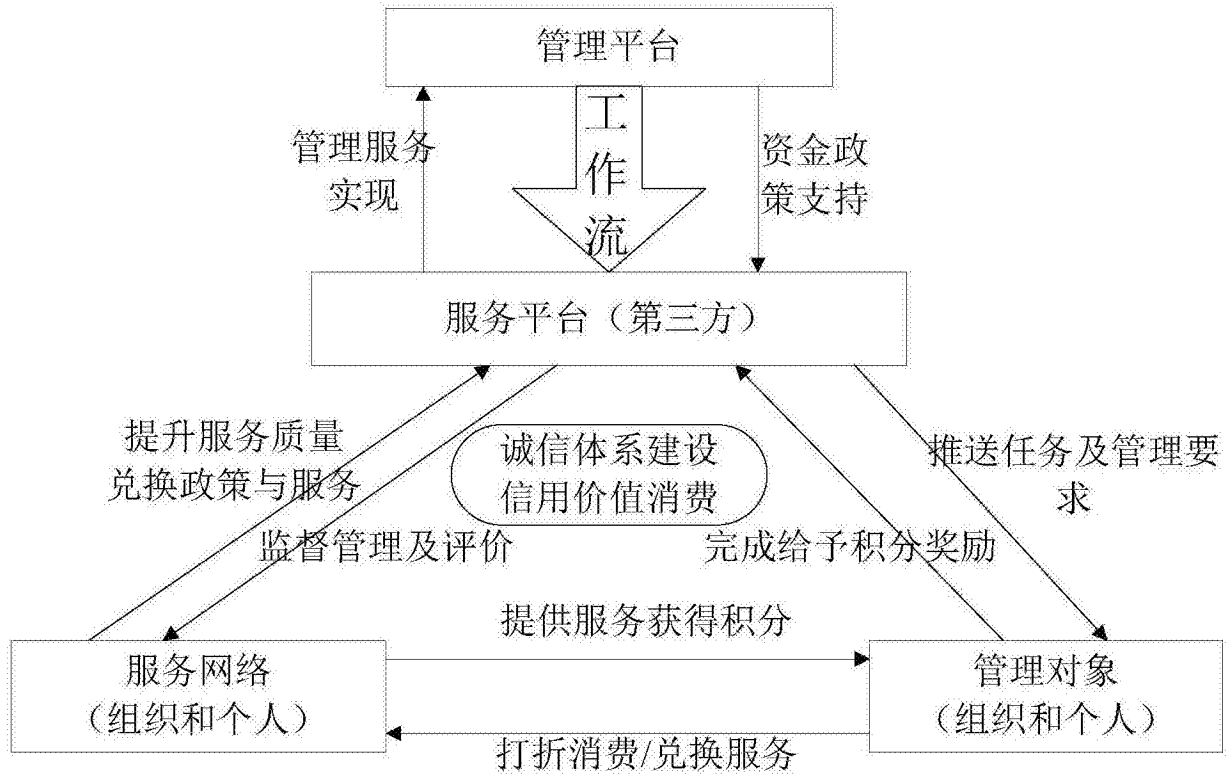 管理平台
工
作
流
管理服务
实现
资金政
策支持
服务平台（第三方）
提升服务质量
兑换政策与服务
诚信体系建设
信用价值消费
推送任务及管理要
求
监督管理及评价
完成给予积分奖励
提供服务获得积分
服务网络
（组织和个人）
管理对象
（组织和个人）
打折消费/兑换服务